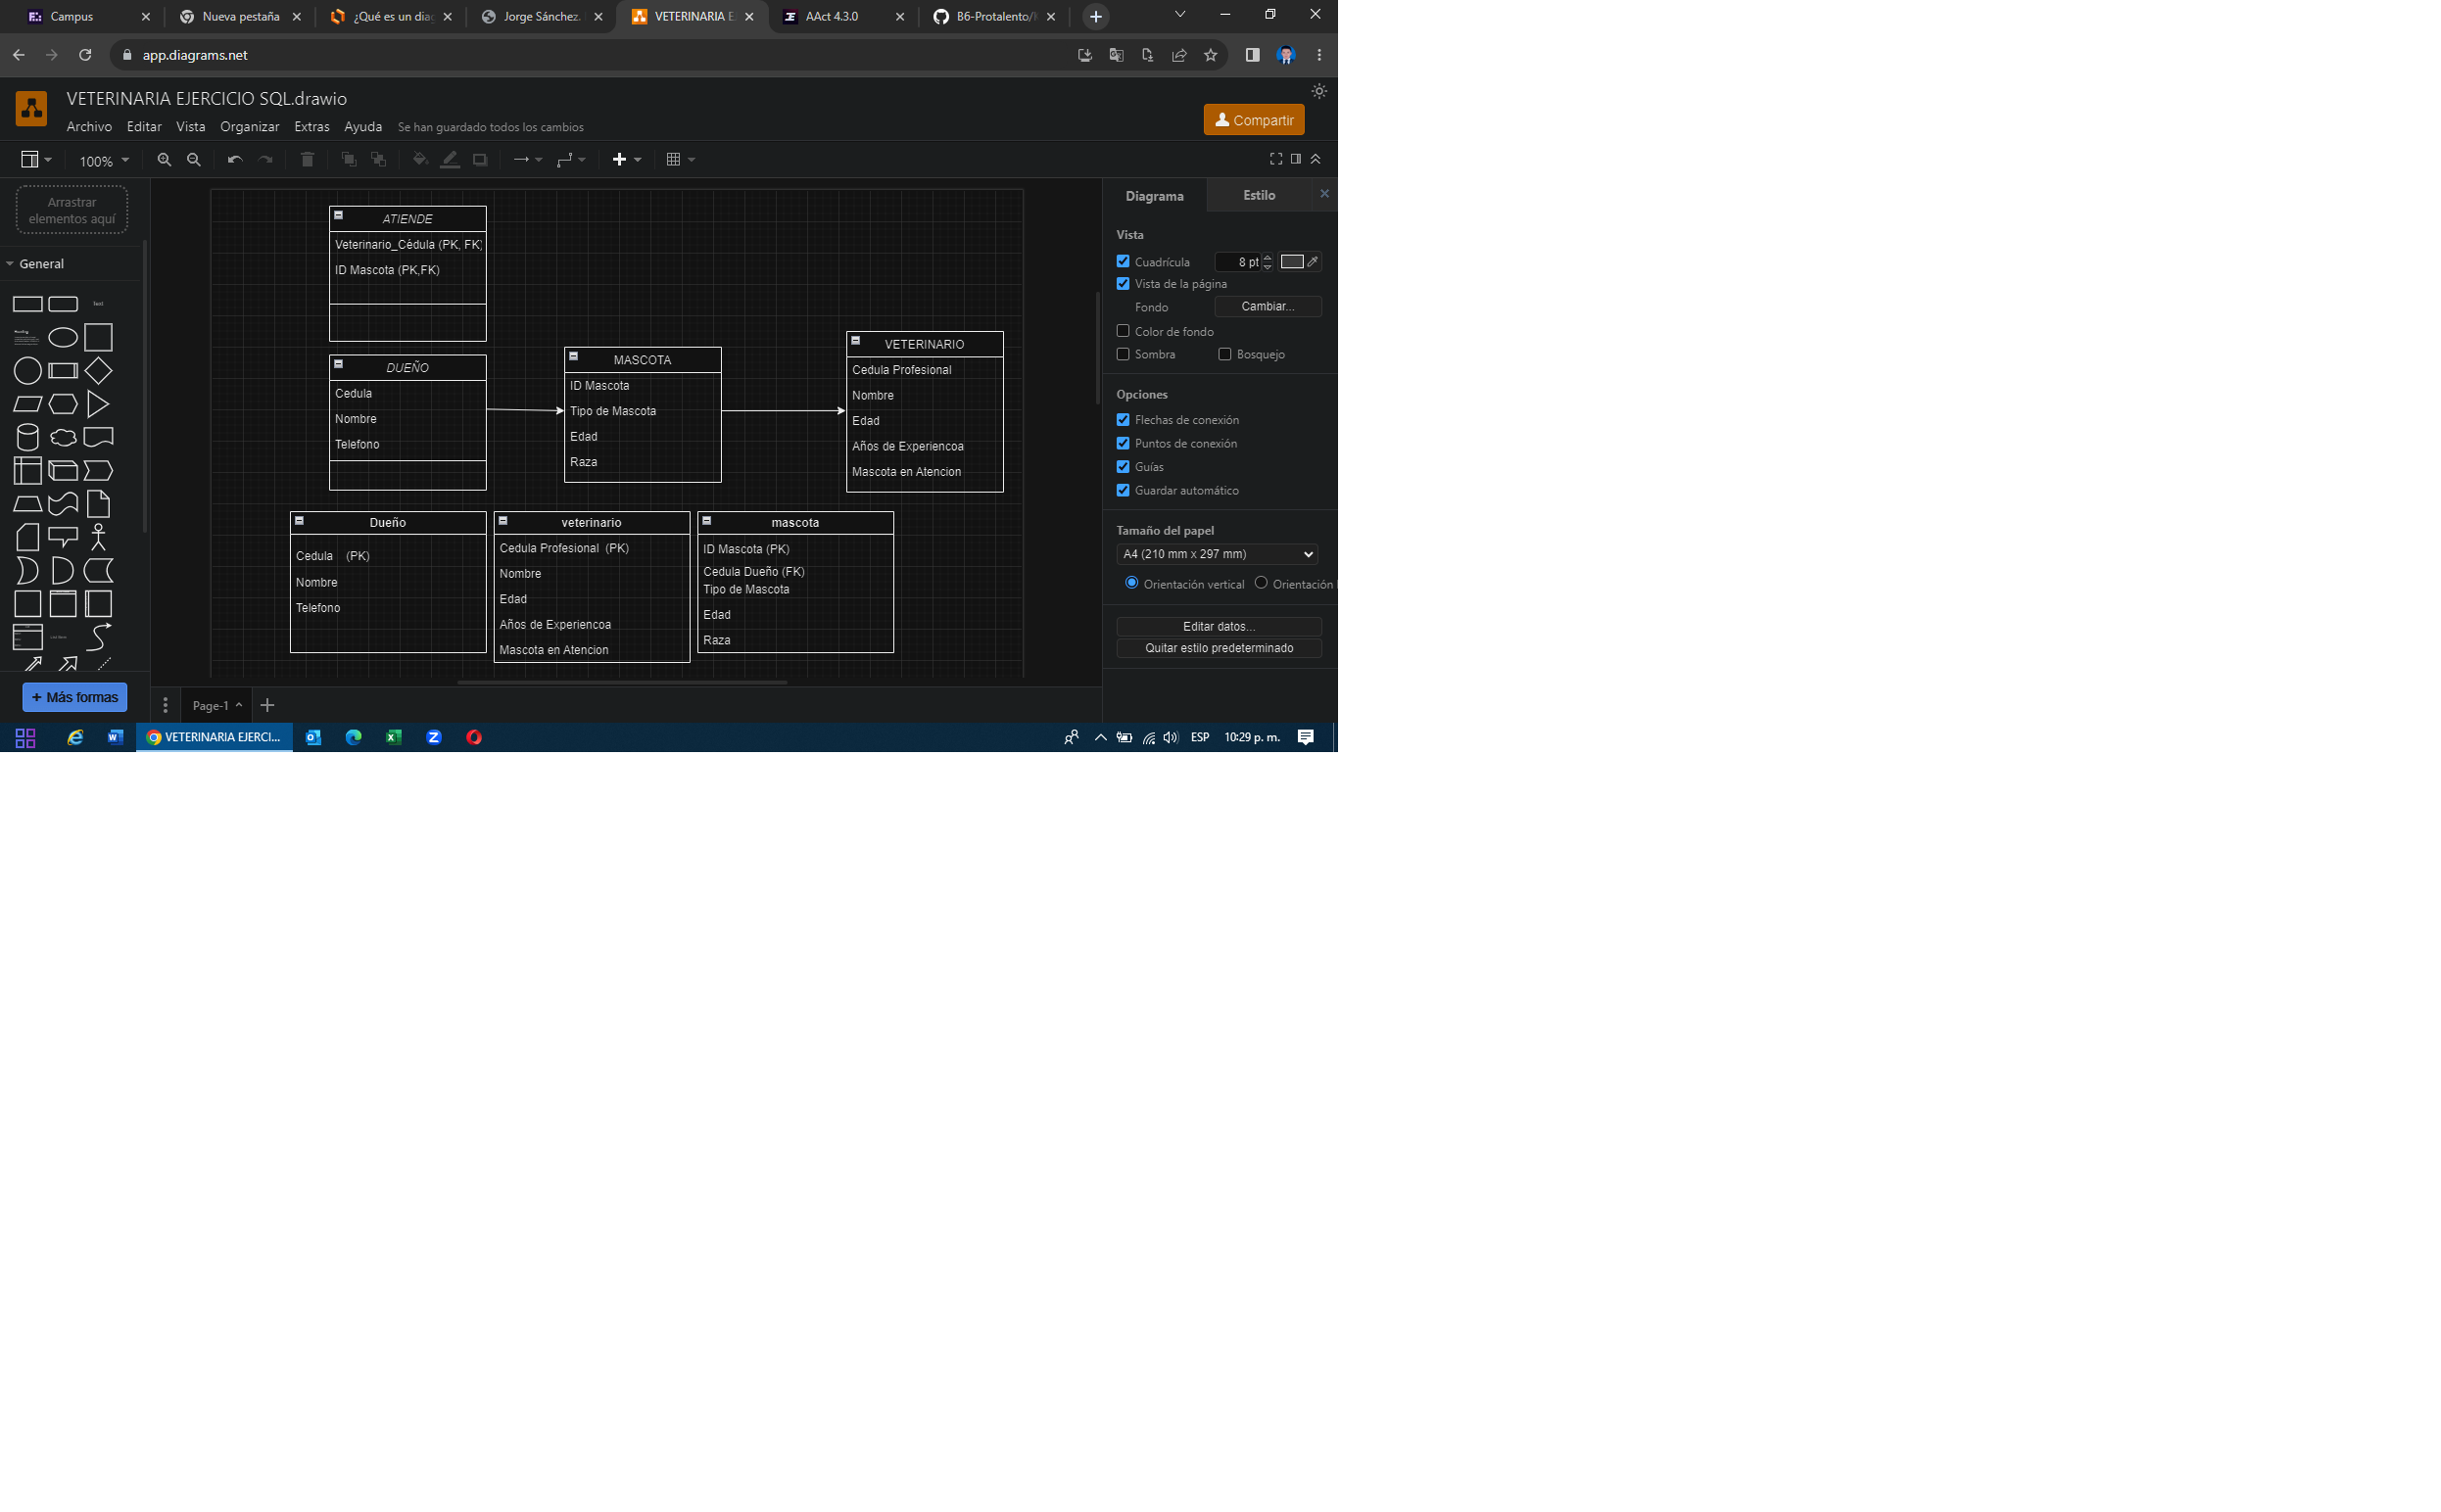 Campus
Nueva pestaña
¿Qué es un diag
Jorge Sánchez.
VETERINARIA E
AAct 4.3.0
B6-Protalento/
app.diagrams.net
VETERINARIA EJERCICIO SQL.drawio
Archivo Editar Vista Organizar Extras Ayuda Se han guardado todos los cambios
Compartir
100%
Arrastrar
elementos aquí
General
Text
Heading
ATIENDE
Veterinario_Cédula (PK, FK)
ID Mascota (PK,FK)
DUEÑO
Cedula
Nombre
Telefono
MASCOTA
ID Mascota
Tipo de Mascota
Edad
Raza
VETERINARIO
Cedula Profesional
Nombre
Edad
Años de Experiencoa
Mascota en Atencion
Dueño
Cedula (PK)
Nombre
Telefono
veterinario
Cedula Profesional (PK)
Nombre
Edad
Años de Experiencoa
Mascota en Atencion
mascota
ID Mascota (PK)
Cedula Dueño (FK)
Tipo de Mascota
Edad
Raza
Diagrama Estilo
Vista
Cuadrícula 8 pt
Vista de la página
Fondo Cambiar...
Color de fondo
Sombra Bosquejo
Opciones
Flechas de conexión
Puntos de conexión
Guías
Guardar automático
Tamaño del papel
A4 (210 mm x 297 mm)
Orientación vertical Orientación
Editar datos...
Quitar estilo predeterminado
+ Más formas
Page-1
VETERINARIA EJERCI...
ESP
10:29 p. m.